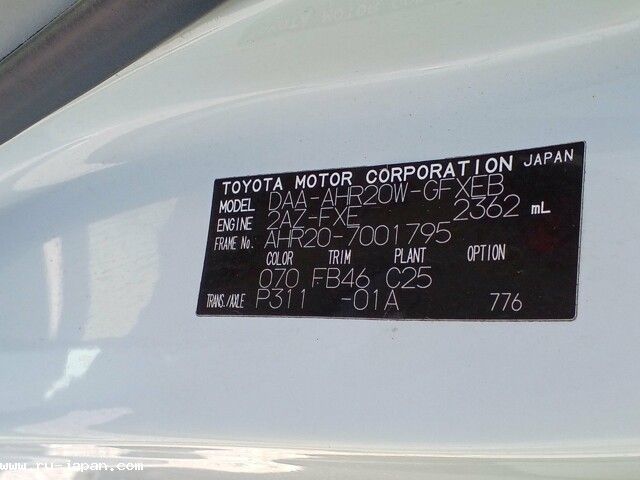 TOYOTA MOTOR CORPORATION JAPAN
MODEL DAA-AHR20W-GFXEB
ENGINE 2AZ-FXE 2362 mL
FRAME No. AHR20-7001795
COLOR TRIM PLANT OPTION
070 FB46 C25
TRANS./AXLE P311 -01A 776
www.ru-japan.com